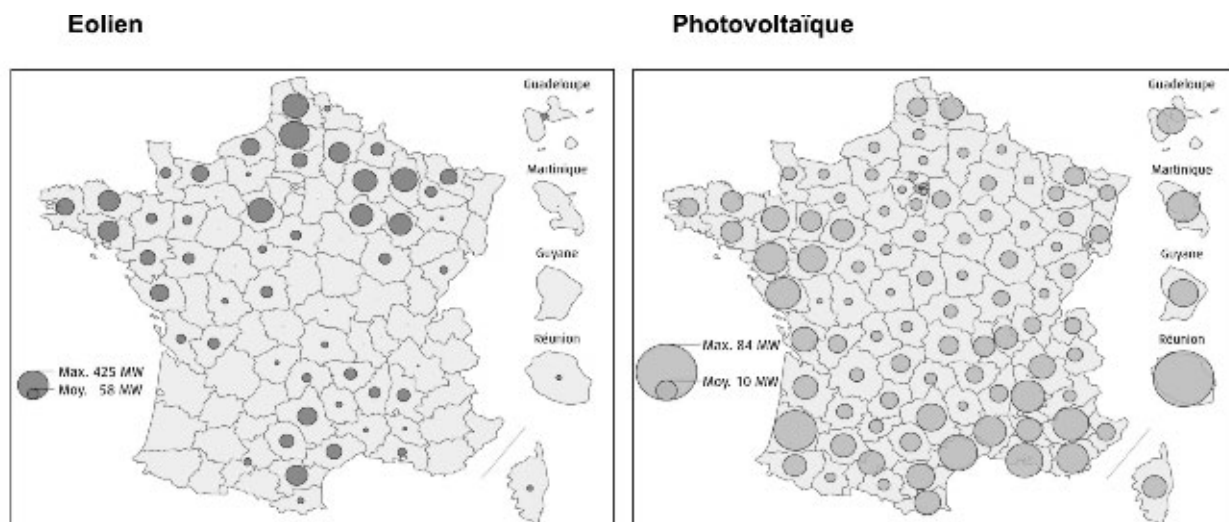 Eolien
Guadeloupe
Martinique
Guyane
Réunion
Max. 425 MW
Moy. 58 MW
Photovoltaïque
Guadeloupe
Martinique
Guyane
Réunion
Max. 84 MW
Moy. 10 MW